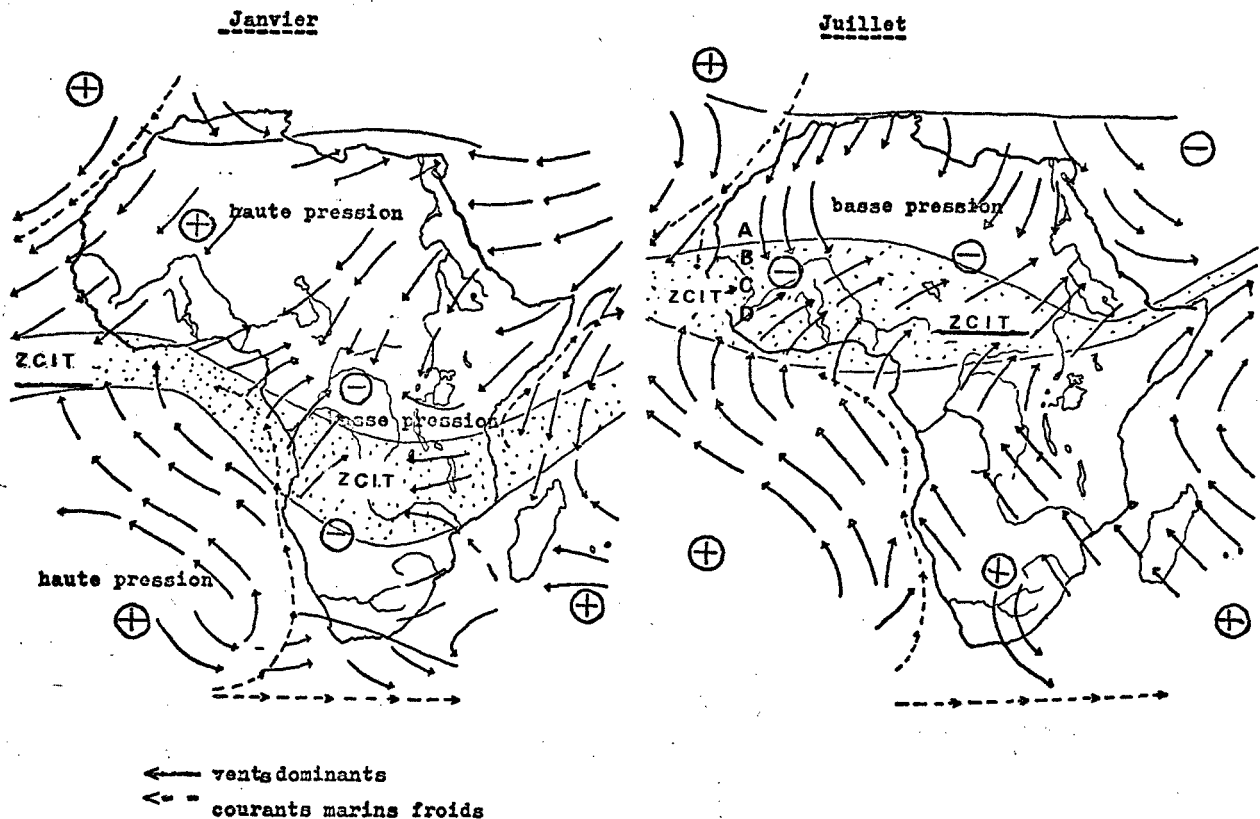 Janvier
haute pression
ZCIT
basse pression
ZCIT
haute pression
Juillet
basse pression
A
B
ZCIT
C
D
ZCIT
vents dominants
courants marins froids